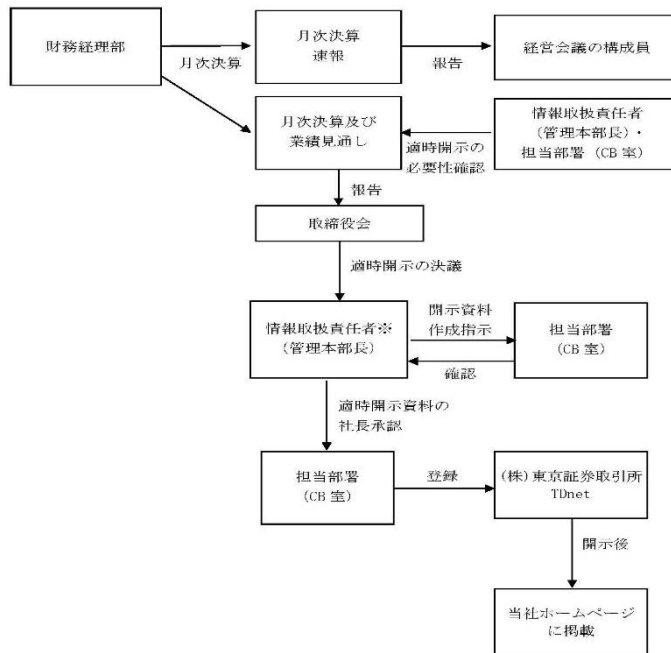 財務経理部
月次決算
月次決算
速報
報告
経営会議の構成員
月次決算及び
業績見通し
適時開示の
必要性確認
情報取扱責任者
(管理本部長)・
担当部署 (CB 室)
報告
取締役会
適時開示の決議
情報取扱責任者※
(管理本部長)
開示資料
作成指示
確認
担当部署
(CB 室)
適時開示資料の
社長承認
担当部署
(CB 室)
登録
(株)東京証券取引所
TDnet
開示後
当社ホームページ
に掲載